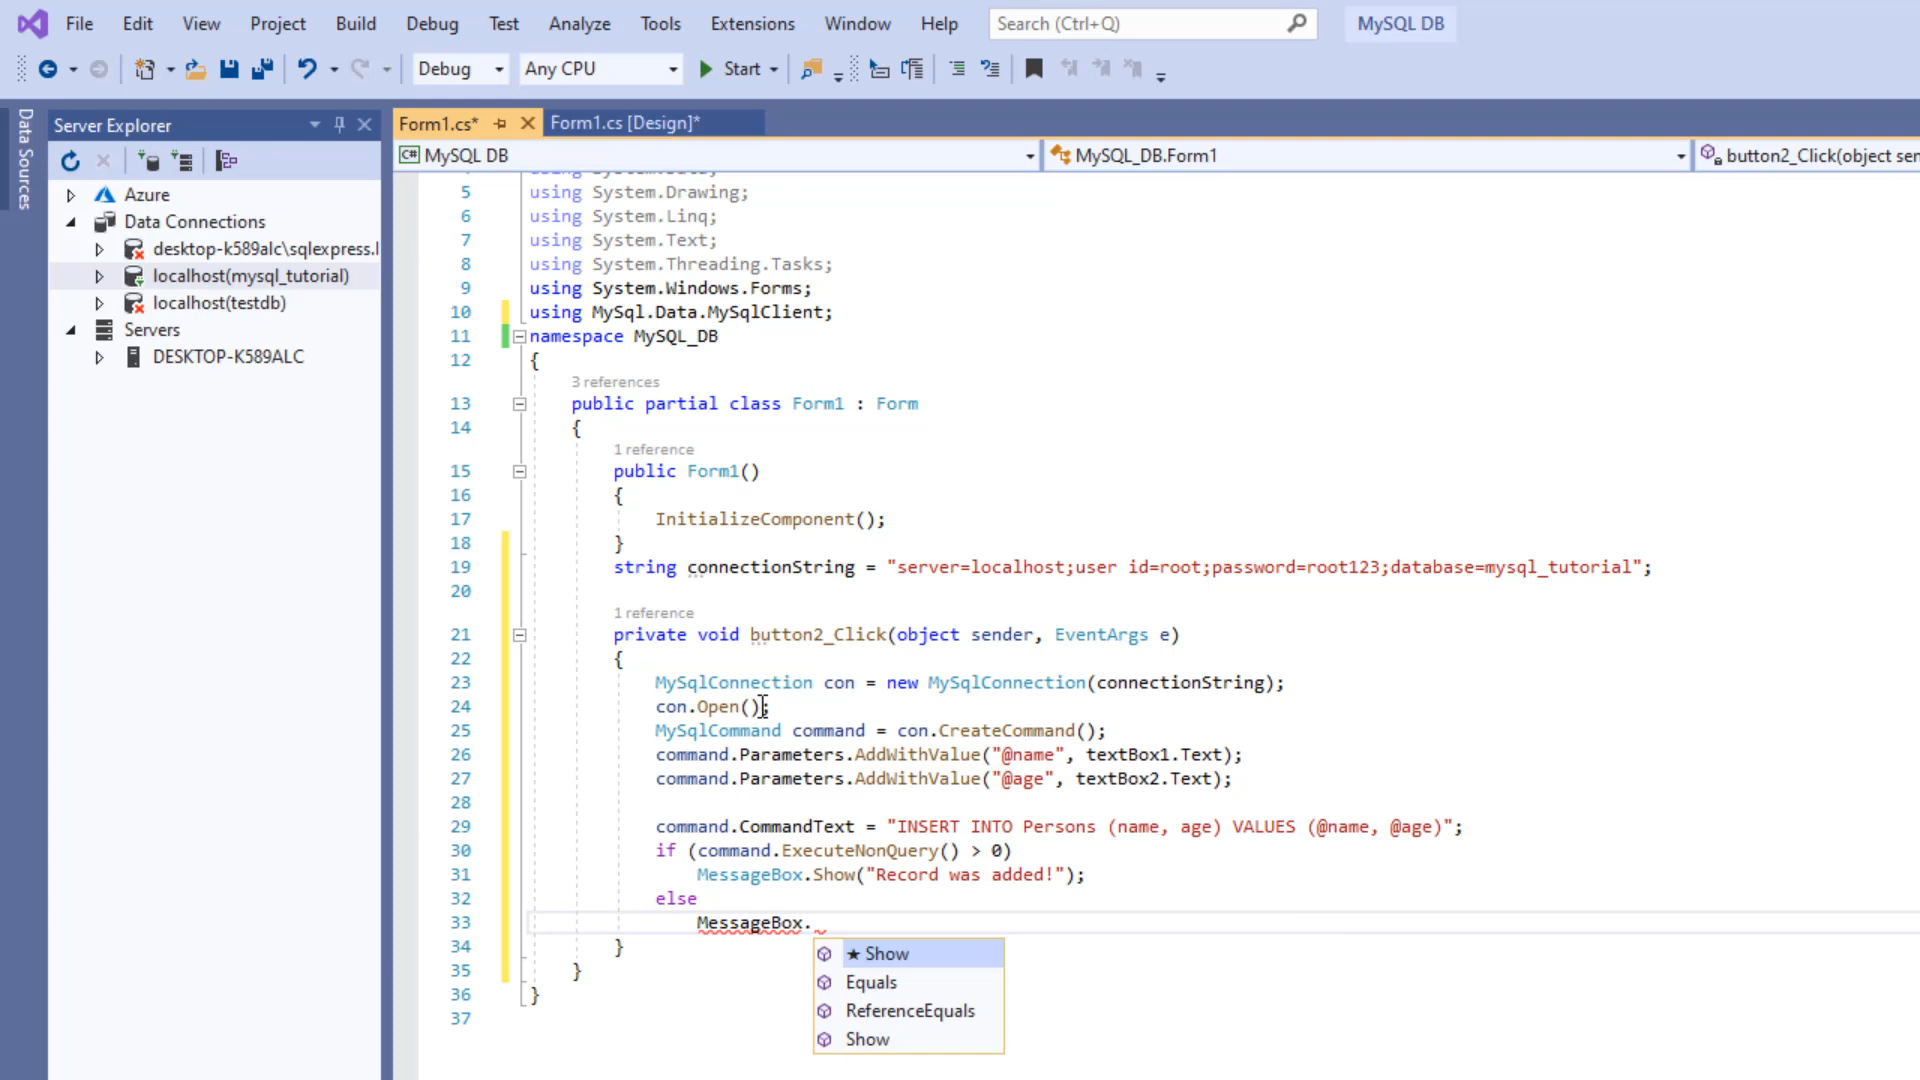 File Edit View Project Build Debug Test Analyze Tools Extensions Window Help Search (Ctrl+Q) MySQL DB
Debug Any CPU Start
Data Sources
Server Explorer
Azure
Data Connections
desktop-k589alc\sqlexpress.l
localhost(mysql_tutorial)
localhost(testdb)
Servers
DESKTOP-K589ALC
Form1.cs* Form1.cs [Design]*
C# MySQL DB MySQL_DB.Form1 button2_Click(object sen
5 using System.Drawing;
6 using System.Linq;
7 using System.Text;
8 using System.Threading.Tasks;
9 using System.Windows.Forms;
10 using MySql.Data.MySqlClient;
11 namespace MySQL_DB
12 {
3 references
13 public partial class Form1 : Form
14 {
1 reference
15 public Form1()
16 {
17 InitializeComponent();
18 }
19 string connectionString = "server=localhost;user id=root;password=root123;database=mysql_tutorial";
20
1 reference
21 private void button2_Click(object sender, EventArgs e)
22 {
23 MySqlConnection con = new MySqlConnection(connectionString);
24 con.Open();
25 MySqlCommand command = con.CreateCommand();
26 command.Parameters.AddWithValue("@name", textBox1.Text);
27 command.Parameters.AddWithValue("@age", textBox2.Text);
28
29 command.CommandText = "INSERT INTO Persons (name, age) VALUES (@name, @age)";
30 if (command.ExecuteNonQuery() > 0)
31 MessageBox.Show("Record was added!");
32 else
33 MessageBox.
34 }
35 }
36 }
37
★ Show
Equals
ReferenceEquals
Show